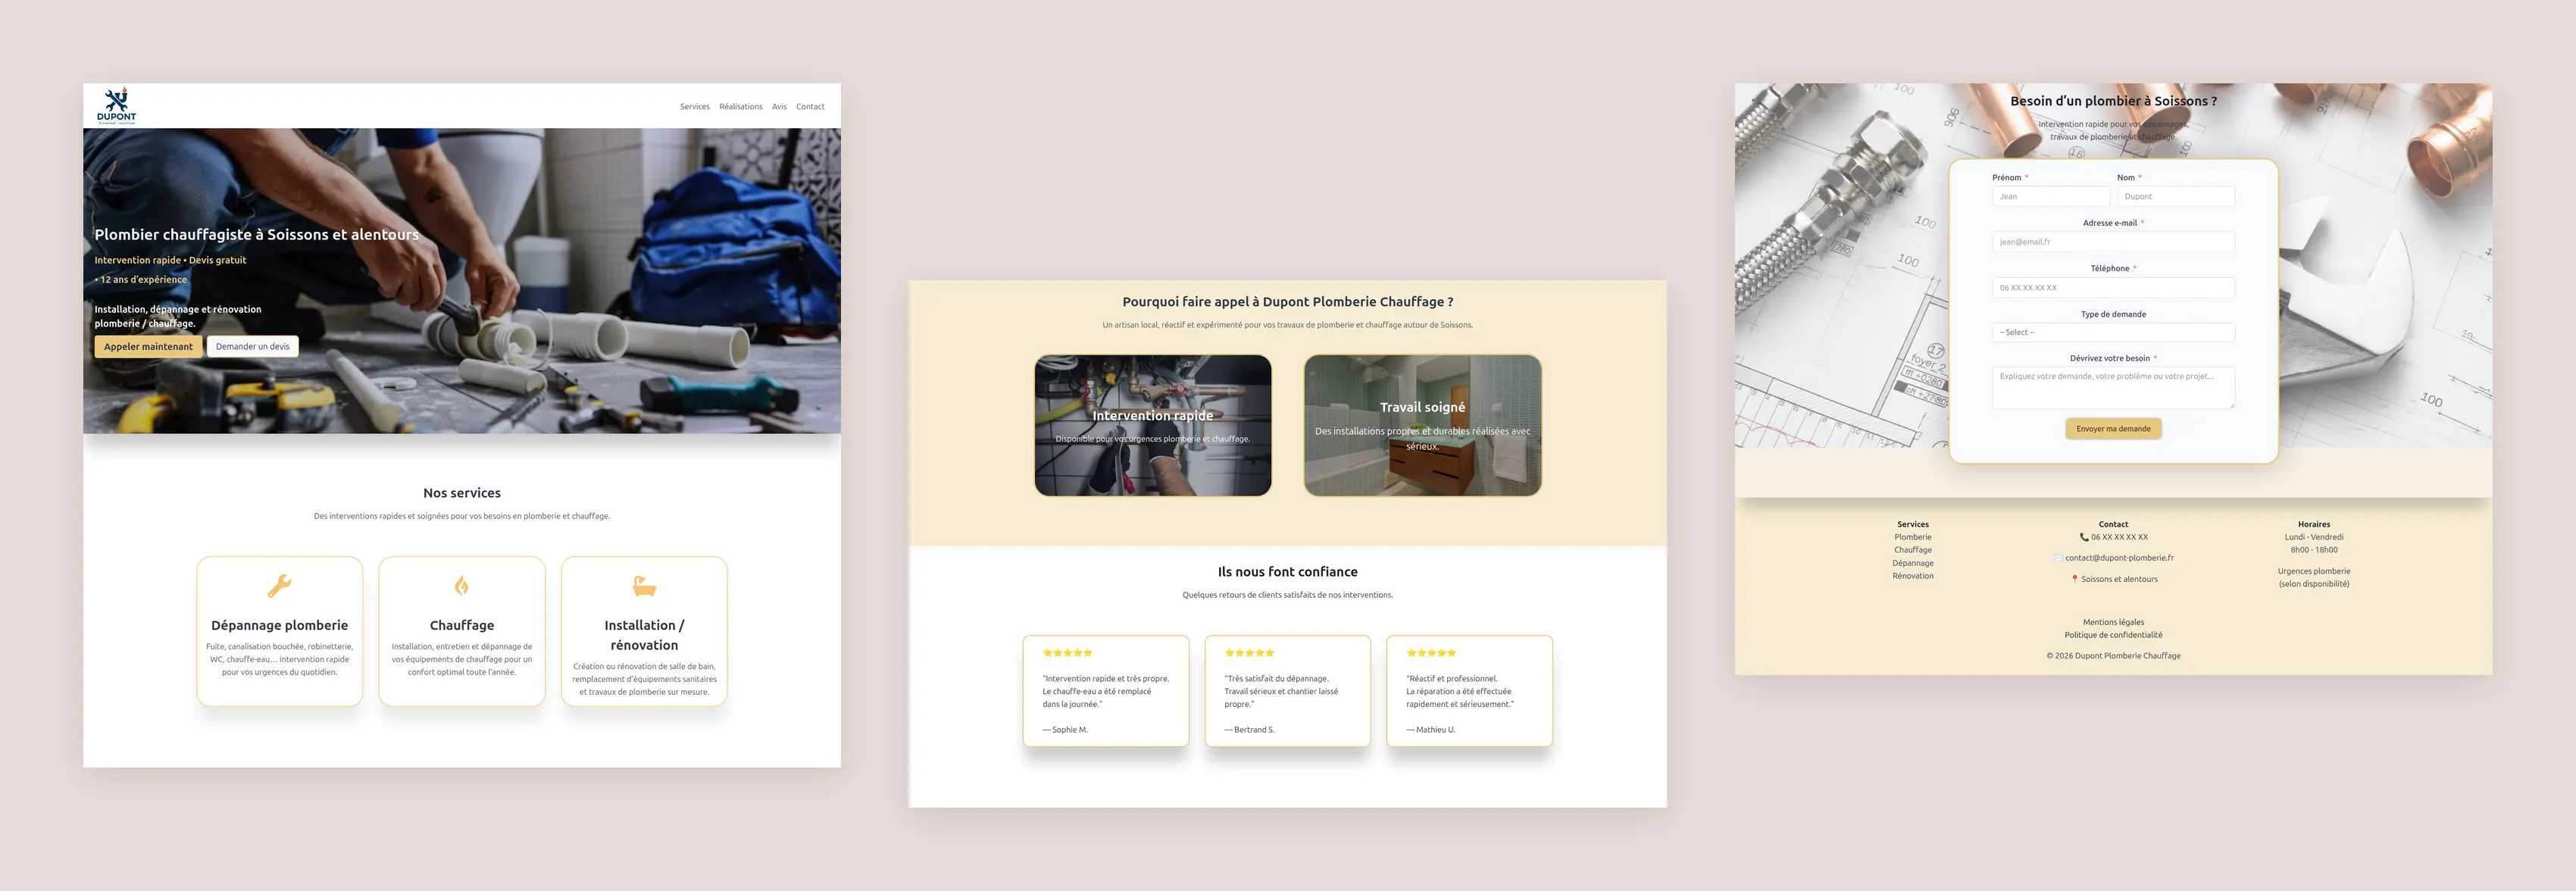 DUPONT
Services Réalisations Avis Contact
Plombier chauffagiste à Soissons et alentours
Intervention rapide • Devis gratuit
• 12 ans d'expérience
Installation, dépannage et rénovation
plomberie / chauffage.
Appeler maintenant
Demander un devis
Nos services
Des interventions rapides et soignées pour vos besoins en plomberie et chauffage.
Dépannage plomberie
Fuite, canalisation bouchée, robinetterie,
WC, chauffe-eau… intervention rapide
pour vos urgences du quotidien.
Chauffage
Installation, entretien et dépannage de
vos équipements de chauffage pour un
confort optimal toute l'année.
Installation /
rénovation
Création ou rénovation de salle de bain,
remplacement d'équipements sanitaires
et travaux de plomberie sur mesure.
Pourquoi faire appel à Dupont Plomberie Chauffage ?
Un artisan local, réactif et expérimenté pour vos travaux de plomberie et chauffage autour de Soissons.
Intervention rapide
Disponible pour vos urgences plomberie et chauffage.
Travail soigné
Des installations propres et durables réalisées avec
sérieux.
Ils nous font confiance
Quelques retours de clients satisfaits de nos interventions.
"Intervention rapide et très propre.
Le chauffe-eau a été remplacé
dans la journée."
— Sophie M.
"Très satisfait du dépannage.
Travail sérieux et chantier laissé
propre."
— Bertrand S.
"Réactif et professionnel.
La réparation a été effectuée
rapidement et sérieusement."
— Mathieu U.
Besoin d'un plombier à Soissons ?
Intervention rapide pour vos dépannages,
travaux de plomberie et chauffage.
Prénom *
Nom *
Jean
Dupont
Adresse e-mail *
jean@email.fr
Téléphone *
06 XX XX XX XX
Type de demande
– Select –
Dévrivez votre besoin *
Expliquez votre demande, votre problème ou votre projet...
Envoyer ma demande
100
906
100
16
100
100
100
17
foyer
+0280
+2780
100
Services
Plomberie
Chauffage
Dépannage
Rénovation
Contact
06 XX XX XX XX
contact@dupont-plomberie.fr
Soissons et alentours
Horaires
Lundi - Vendredi
8h00 - 18h00
Urgences plomberie
(selon disponibilité)
Mentions légales
Politique de confidentialité
© 2026 Dupont Plomberie Chauffage